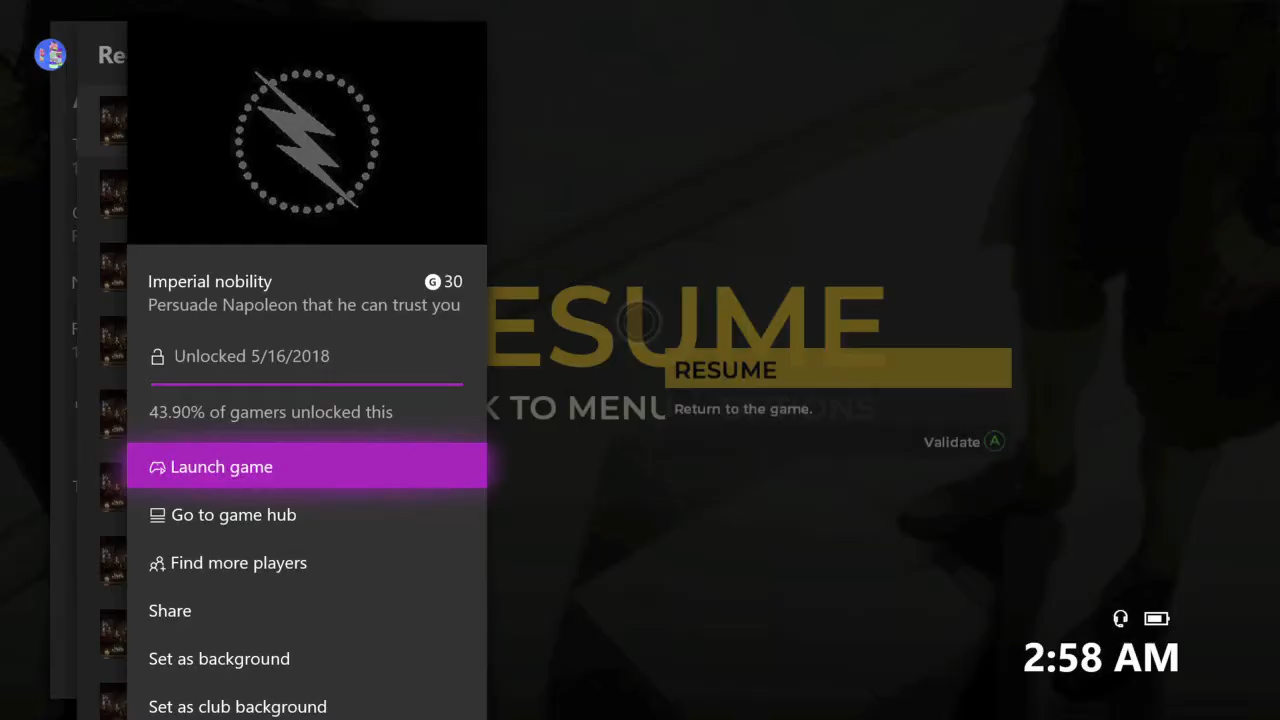 Re
Imperial nobility
G 30
Persuade Napoleon that he can trust you
Unlocked 5/16/2018
43.90% of gamers unlocked this
Launch game
Go to game hub
Find more players
Share
Set as background
Set as club background
ESUME
RESUME
K TO MENU
Return to the game.
Validate A
2:58 AM